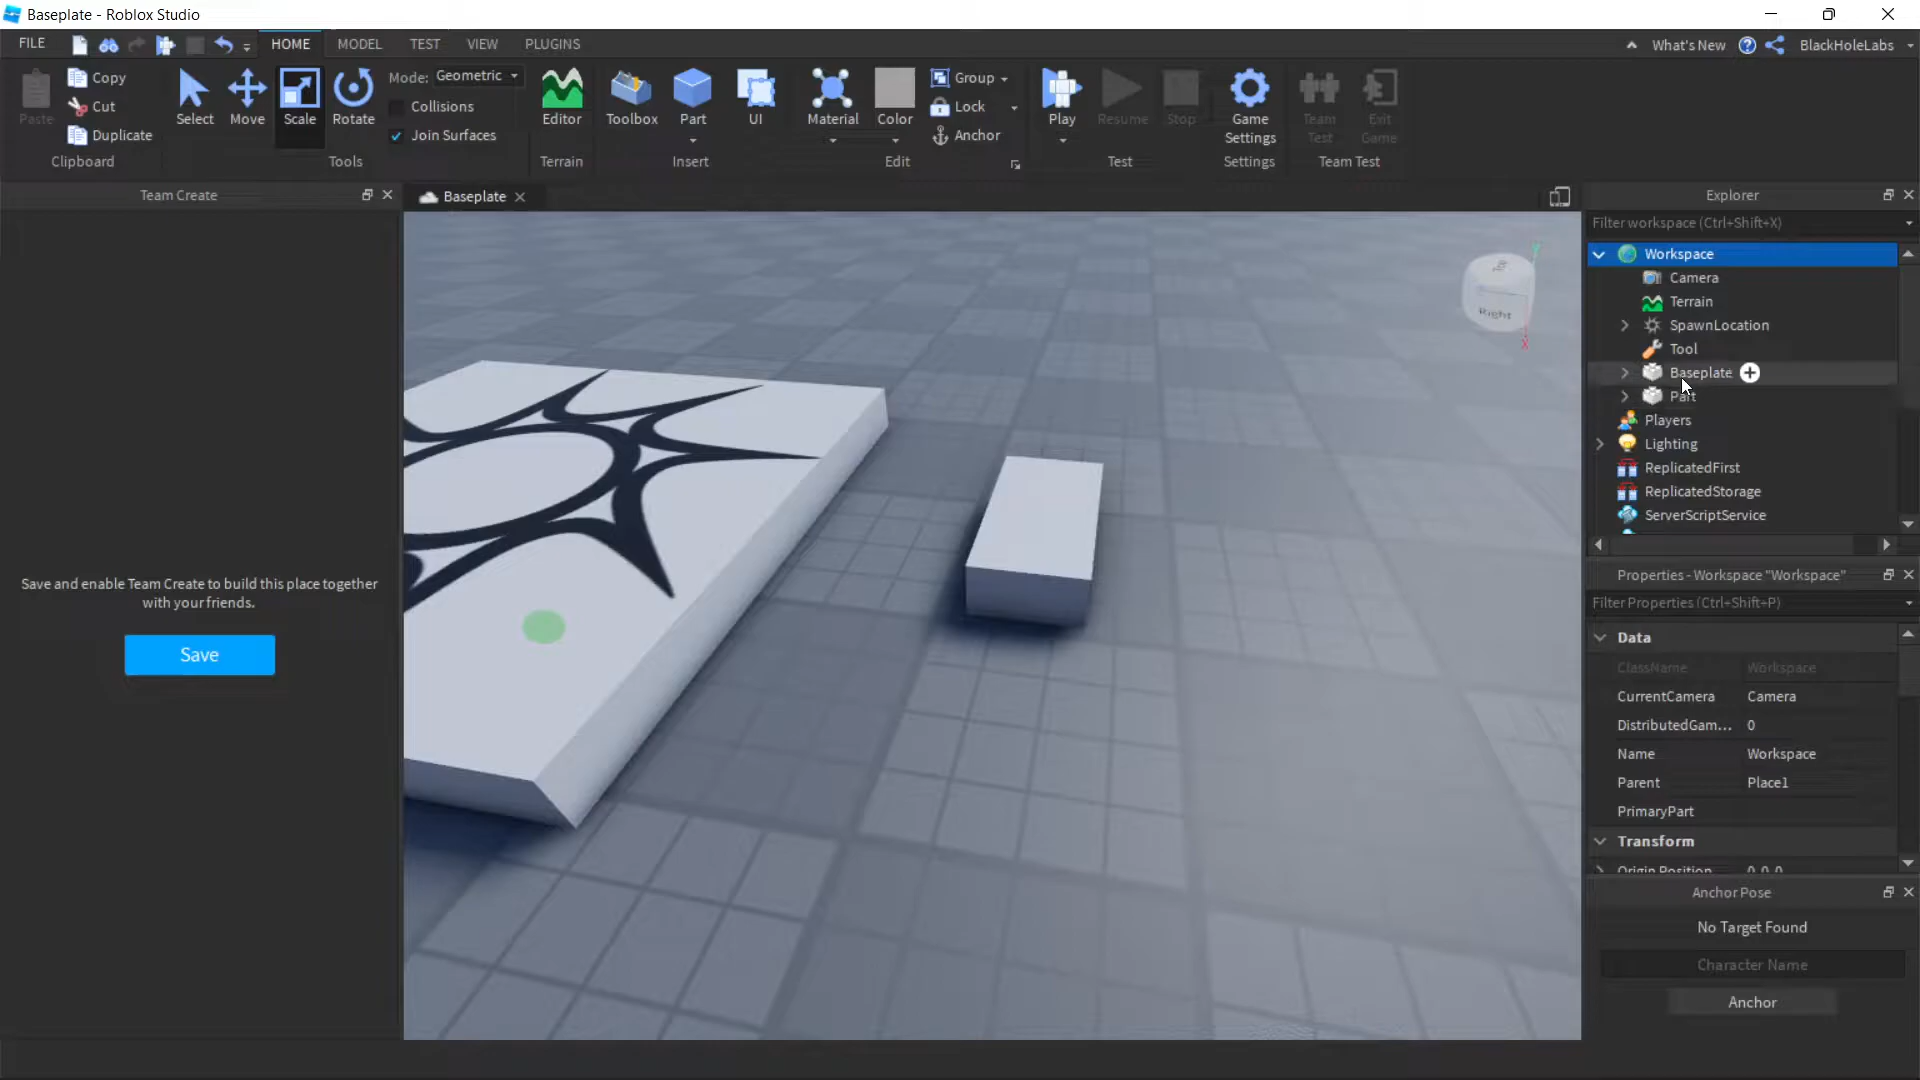 Baseplate - Roblox Studio
FILE
HOME
MODEL
TEST
VIEW
PLUGINS
What's New
BlackHoleLabs
Paste
Copy
Cut
Duplicate
Clipboard
Select
Move
Scale
Rotate
Mode: Geometric
Collisions
Join Surfaces
Tools
Editor
Terrain
Toolbox
Part
UI
Insert
Material
Color
Group
Lock
Anchor
Edit
Play
Resume
Stop
Test
Game Settings
Settings
Team Test
Exit Game
Team Test
Team Create
Save and enable Team Create to build this place together
with your friends.
Save
Baseplate
Right
Y
X
Explorer
Filter workspace (Ctrl+Shift+X)
Workspace
Camera
Terrain
SpawnLocation
Tool
Baseplate
Part
Players
Lighting
ReplicatedFirst
ReplicatedStorage
ServerScriptService
Properties - Workspace "Workspace"
Filter Properties (Ctrl+Shift+P)
Data
ClassName Workspace
CurrentCamera Camera
DistributedGam... 0
Name Workspace
Parent Place1
PrimaryPart
Transform
Origin Position 0, 0, 0
Anchor Pose
No Target Found
Character Name
Anchor